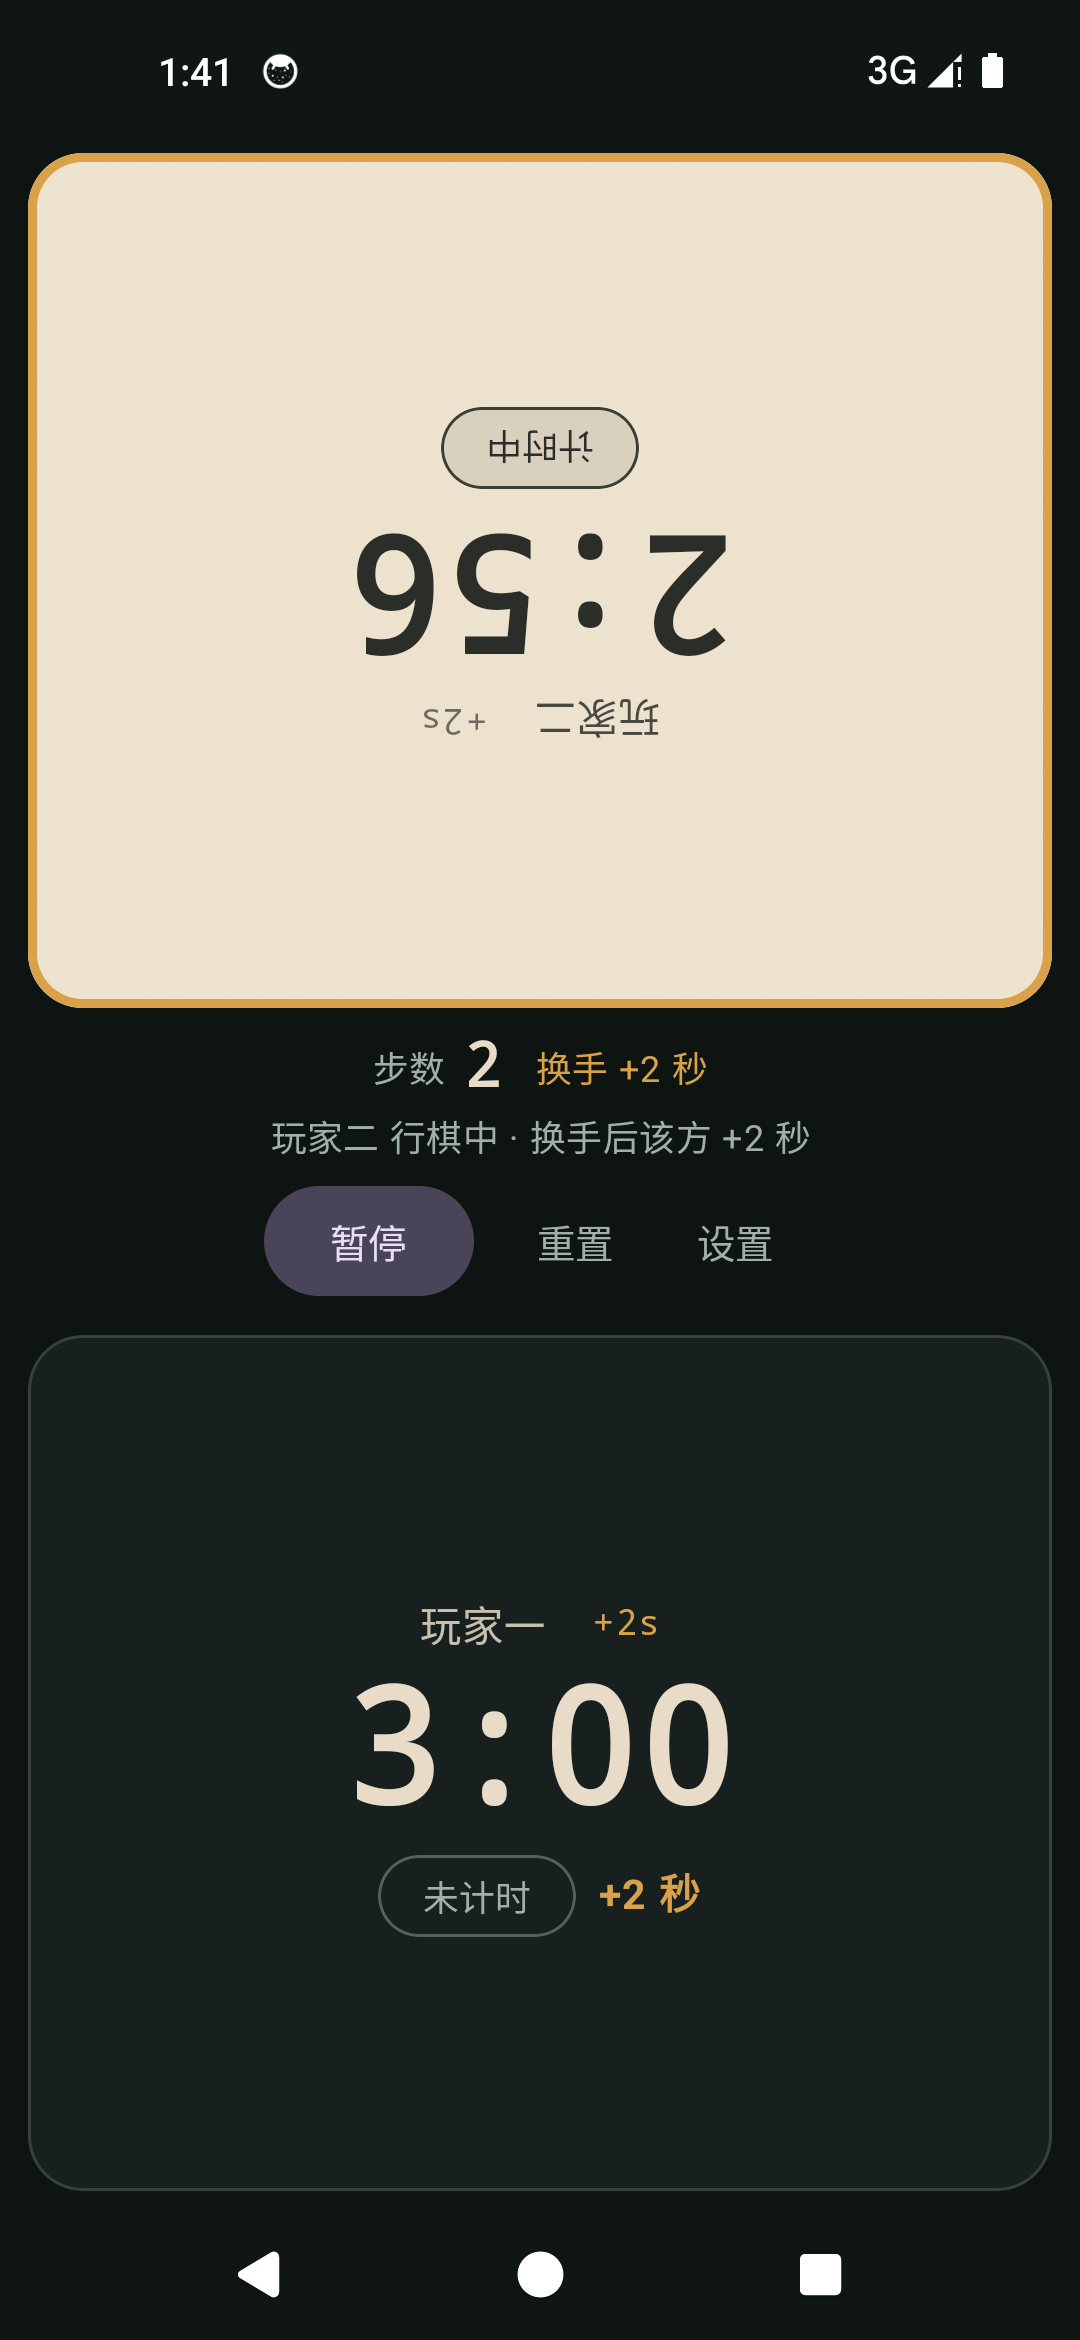 1:41 3G
玩家二 +2s
2:56
计时中
步数 2 换手 +2 秒
玩家二 行棋中 · 换手后该方 +2 秒
暂停 重置 设置
玩家一 +2s
3:00
未计时 +2 秒